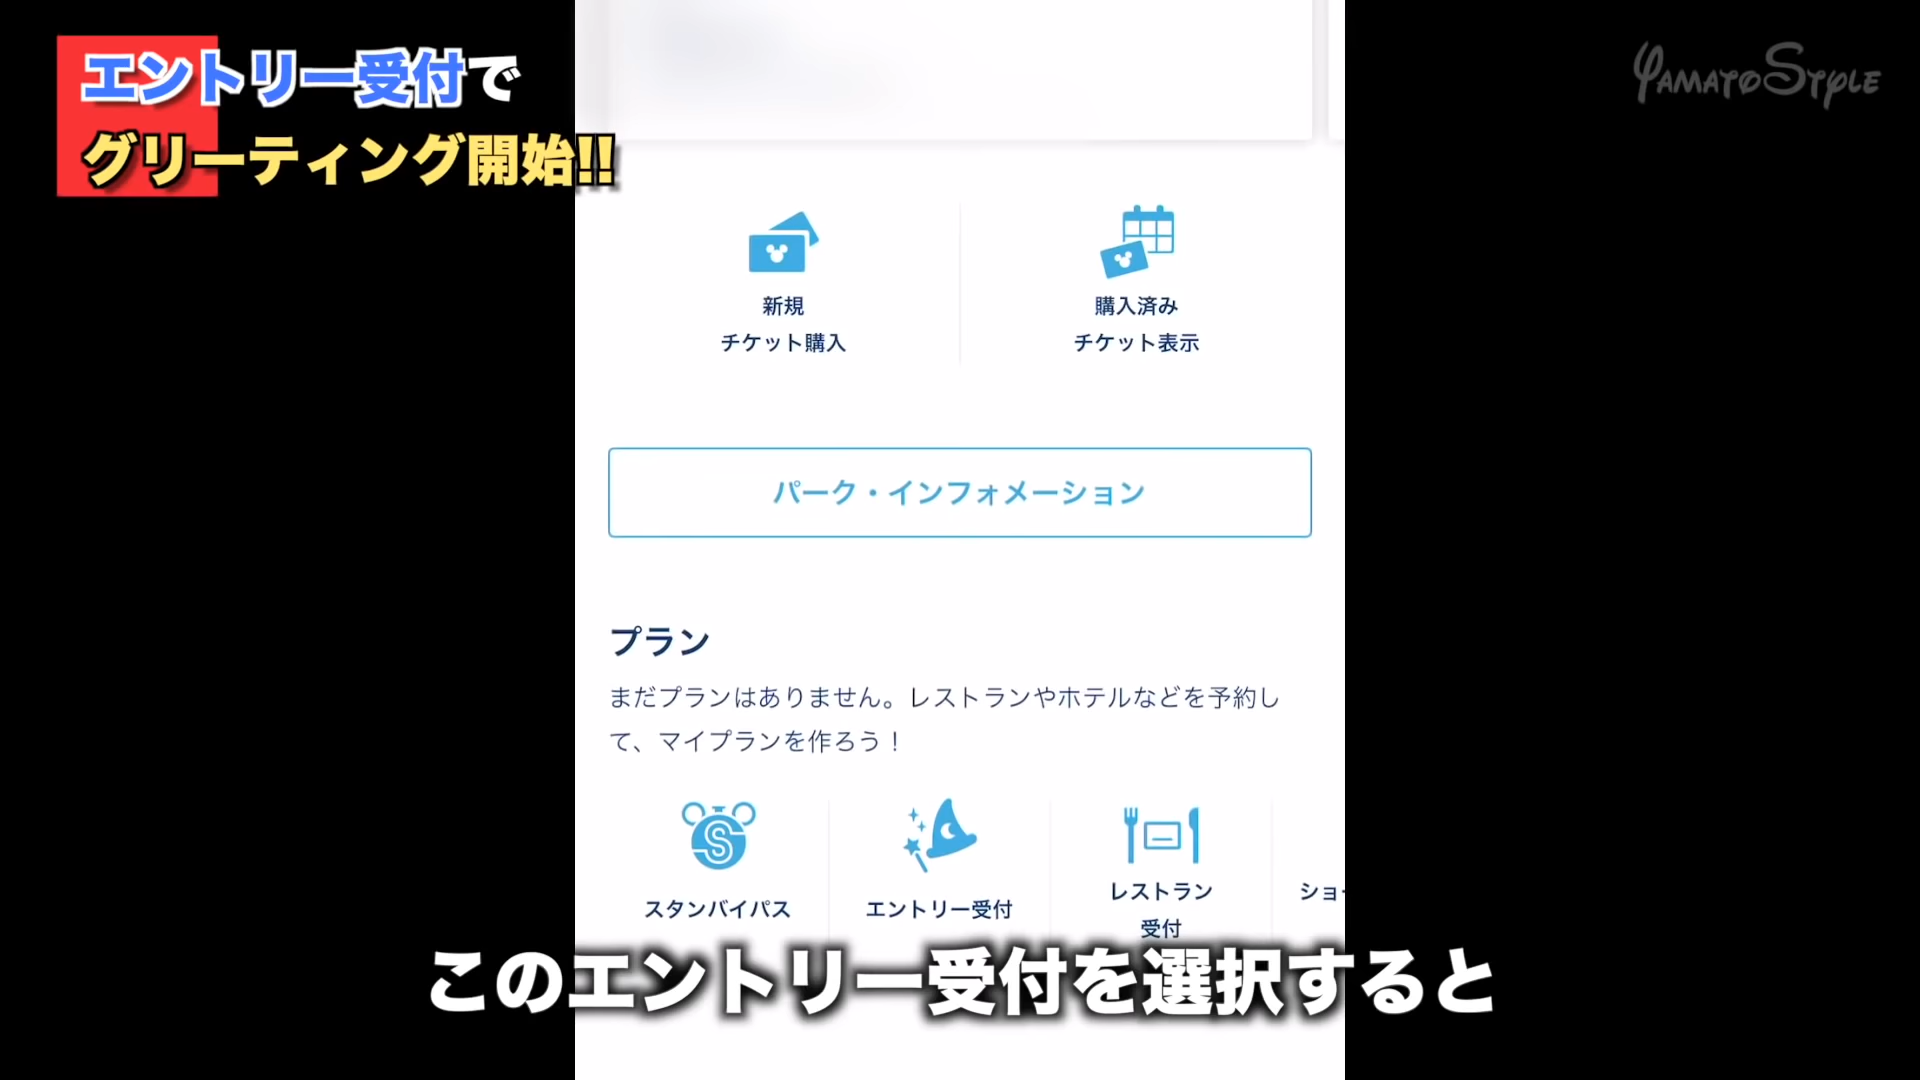 エントリー受付で
グリーティング開始!!
YAMATO STYLE
新規
チケット購入
購入済み
チケット表示
パーク・インフォメーション
プラン
まだプランはありません。レストランやホテルなどを予約し
て、マイプランを作ろう！
スタンバイパス
エントリー受付
レストラン
受付
ショー
このエントリー受付を選択すると